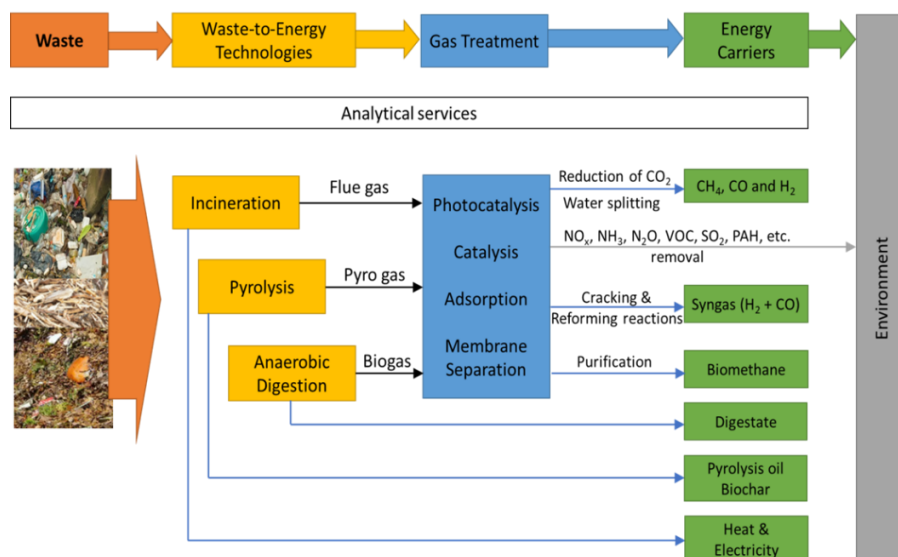 Waste
Waste-to-Energy
Technologies
Gas Treatment
Energy
Carriers
Analytical services
Incineration
Flue gas
Pyrolysis
Pyro gas
Anaerobic
Digestion
Biogas
Photocatalysis
Catalysis
Adsorption
Membrane
Separation
Reduction of CO₂
Water splitting
CH₄, CO and H₂
NOₓ, NH₃, N₂O, VOC, SO₂, PAH, etc.
removal
Cracking &
Reforming reactions
Syngas (H₂ + CO)
Purification
Biomethane
Digestate
Pyrolysis oil
Biochar
Heat &
Electricity
Environment